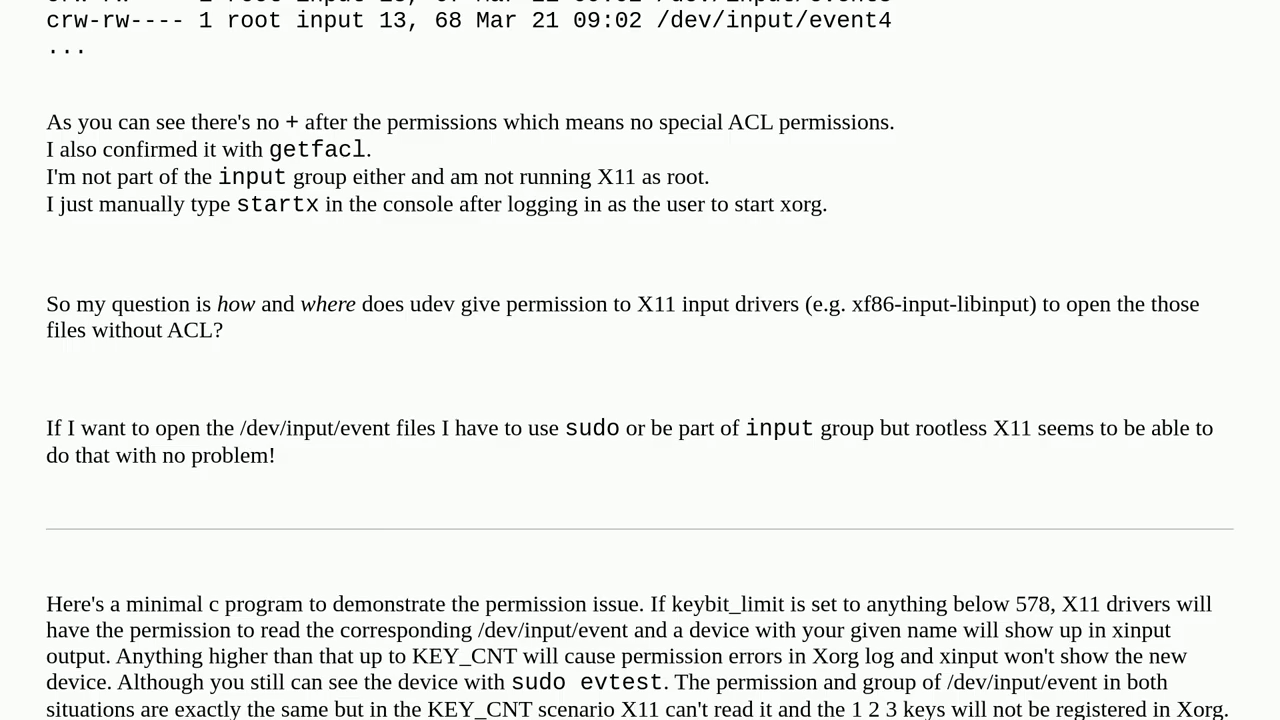 crw-rw---- 1 root input 13, 68 Mar 21 09:02 /dev/input/event4
...
As you can see there's no + after the permissions which means no special ACL permissions.
I also confirmed it with getfacl.
I'm not part of the input group either and am not running X11 as root.
I just manually type startx in the console after logging in as the user to start xorg.
So my question is how and where does udev give permission to X11 input drivers (e.g. xf86-input-libinput) to open the those
files without ACL?
If I want to open the /dev/input/event files I have to use sudo or be part of input group but rootless X11 seems to be able to
do that with no problem!
Here's a minimal c program to demonstrate the permission issue. If keybit_limit is set to anything below 578, X11 drivers will
have the permission to read the corresponding /dev/input/event and a device with your given name will show up in xinput
output. Anything higher than that up to KEY_CNT will cause permission errors in Xorg log and xinput won't show the new
device. Although you still can see the device with sudo evtest. The permission and group of /dev/input/event in both
situations are exactly the same but in the KEY_CNT scenario X11 can't read it and the 1 2 3 keys will not be registered in Xorg.